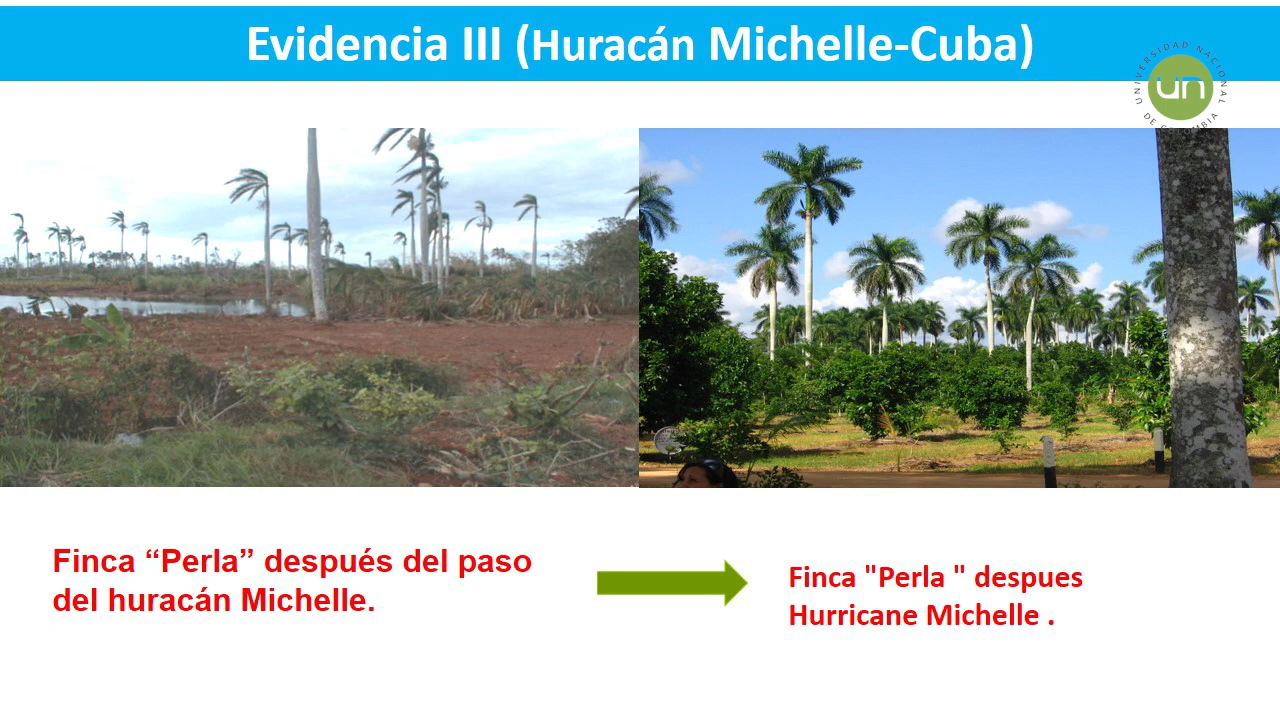 Evidencia III (Huracán Michelle-Cuba)
UNIVERSIDAD NACIONAL DE COLOMBIA
un
Finca “Perla” después del paso
del huracán Michelle.
Finca "Perla " despues
Hurricane Michelle .